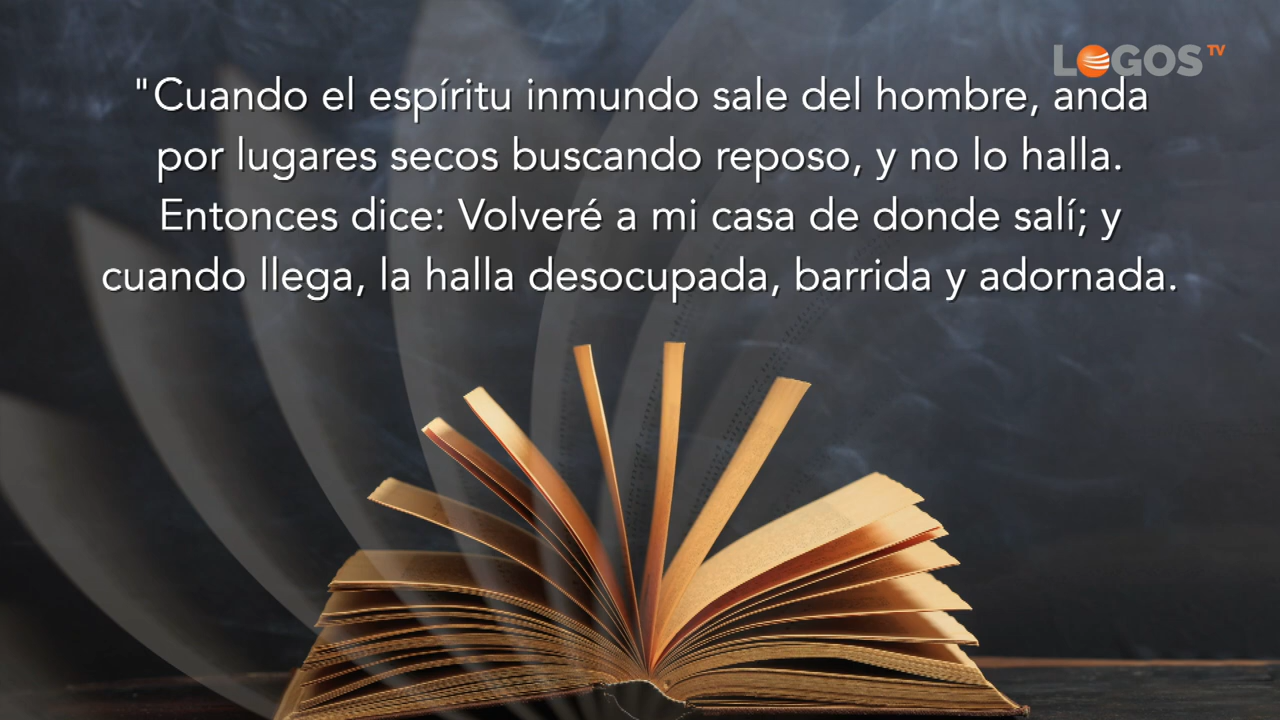 LOGOS TV
"Cuando el espíritu inmundo sale del hombre, anda
por lugares secos buscando reposo, y no lo halla.
Entonces dice: Volveré a mi casa de donde salí; y
cuando llega, la halla desocupada, barrida y adornada.